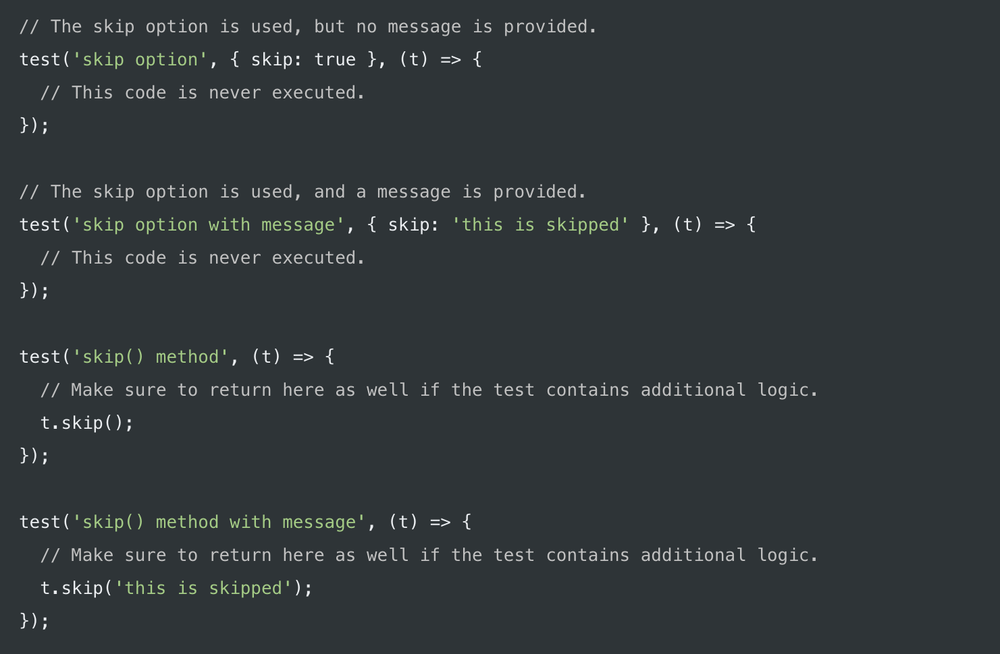 // The skip option is used, but no message is provided.
test('skip option', { skip: true }, (t) => {
  // This code is never executed.
});

// The skip option is used, and a message is provided.
test('skip option with message', { skip: 'this is skipped' }, (t) => {
  // This code is never executed.
});

test('skip() method', (t) => {
  // Make sure to return here as well if the test contains additional logic.
  t.skip();
});

test('skip() method with message', (t) => {
  // Make sure to return here as well if the test contains additional logic.
  t.skip('this is skipped');
});